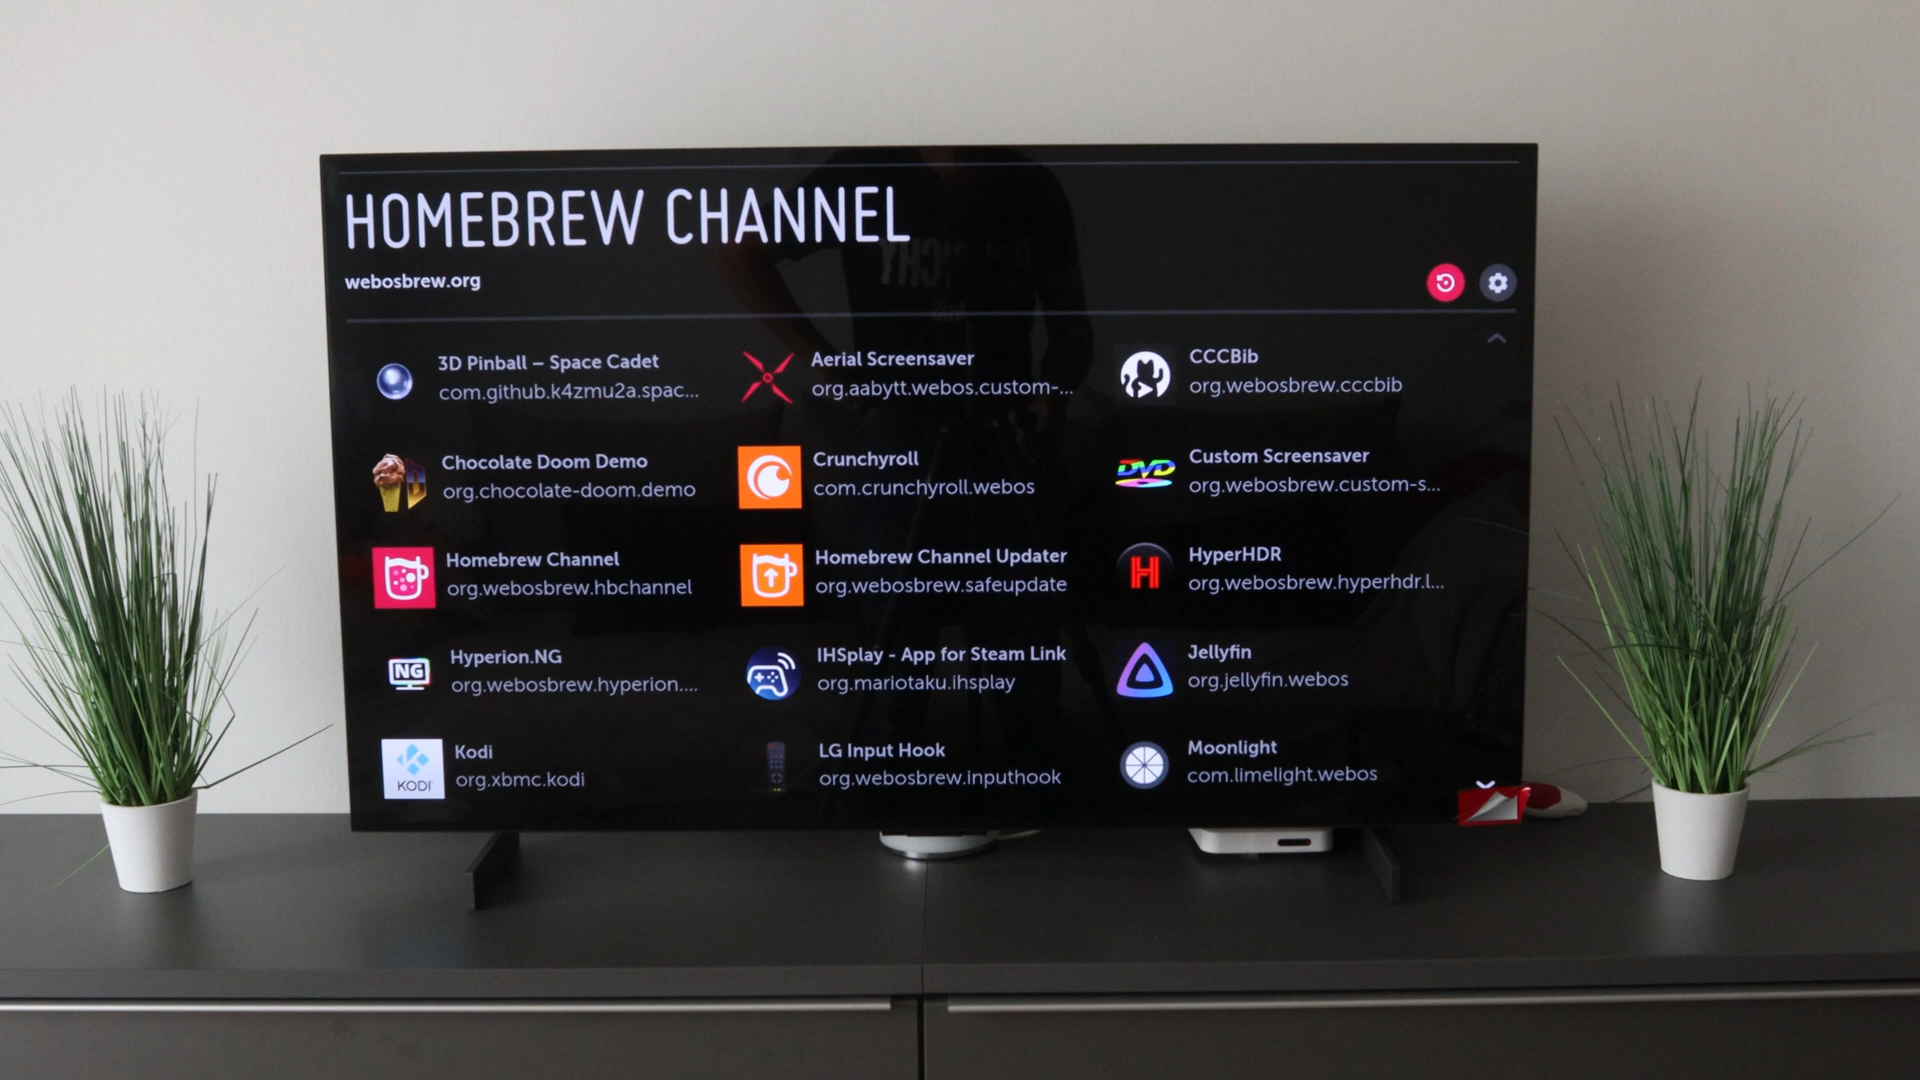 HOMEBREW CHANNEL
webosbrew.org
3D Pinball – Space Cadet
com.github.k4zmu2a.spac...
Aerial Screensaver
org.aabytt.webos.custom-...
CCCBib
org.webosbrew.cccbib
Chocolate Doom Demo
org.chocolate-doom.demo
Crunchyroll
com.crunchyroll.webos
DVD
Custom Screensaver
org.webosbrew.custom-s...
Homebrew Channel
org.webosbrew.hbchannel
Homebrew Channel Updater
org.webosbrew.safeupdate
H
HyperHDR
org.webosbrew.hyperhdr.l...
NG
Hyperion.NG
org.webosbrew.hyperion....
IHSplay - App for Steam Link
org.mariotaku.ihsplay
Jellyfin
org.jellyfin.webos
KODI
Kodi
org.xbmc.kodi
LG Input Hook
org.webosbrew.inputhook
Moonlight
com.limelight.webos